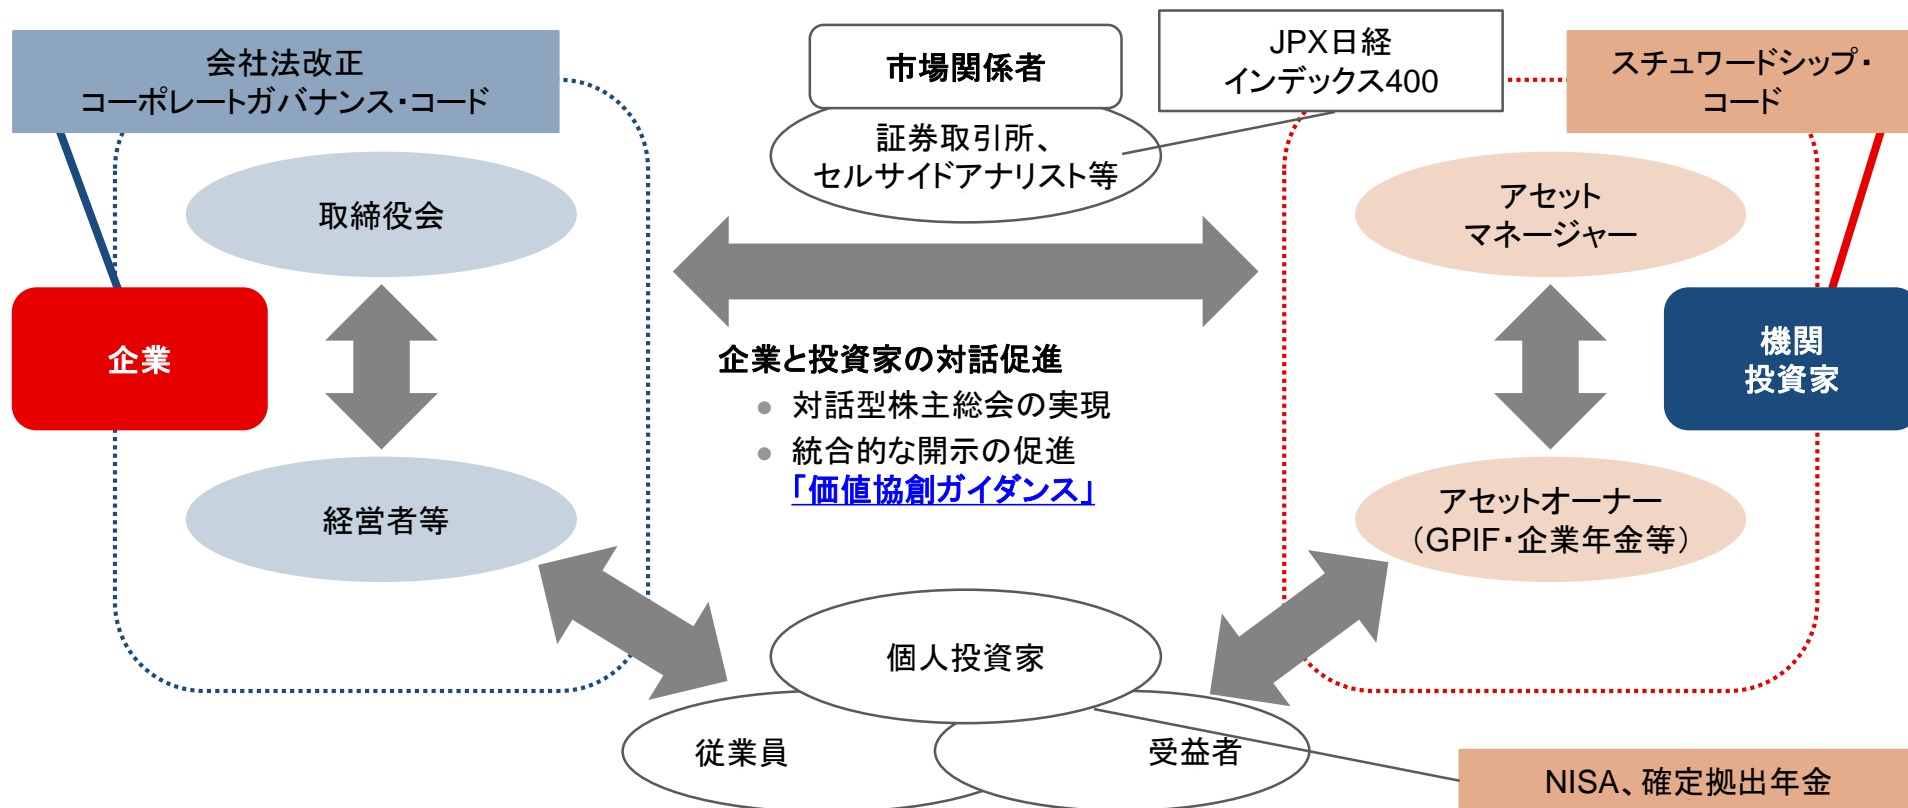 会社法改正
コーポレートガバナンス・コード
市場関係者
証券取引所、
セルサイドアナリスト等
JPX日経
インデックス400
スチュワードシップ・
コード
取締役会
アセット
マネージャー
企業
機関
投資家
企業と投資家の対話促進
● 対話型株主総会の実現
● 統合的な開示の促進
「価値協創ガイダンス」
経営者等
アセットオーナー
（GPIF・企業年金等）
個人投資家
従業員
受益者
NISA、確定拠出年金